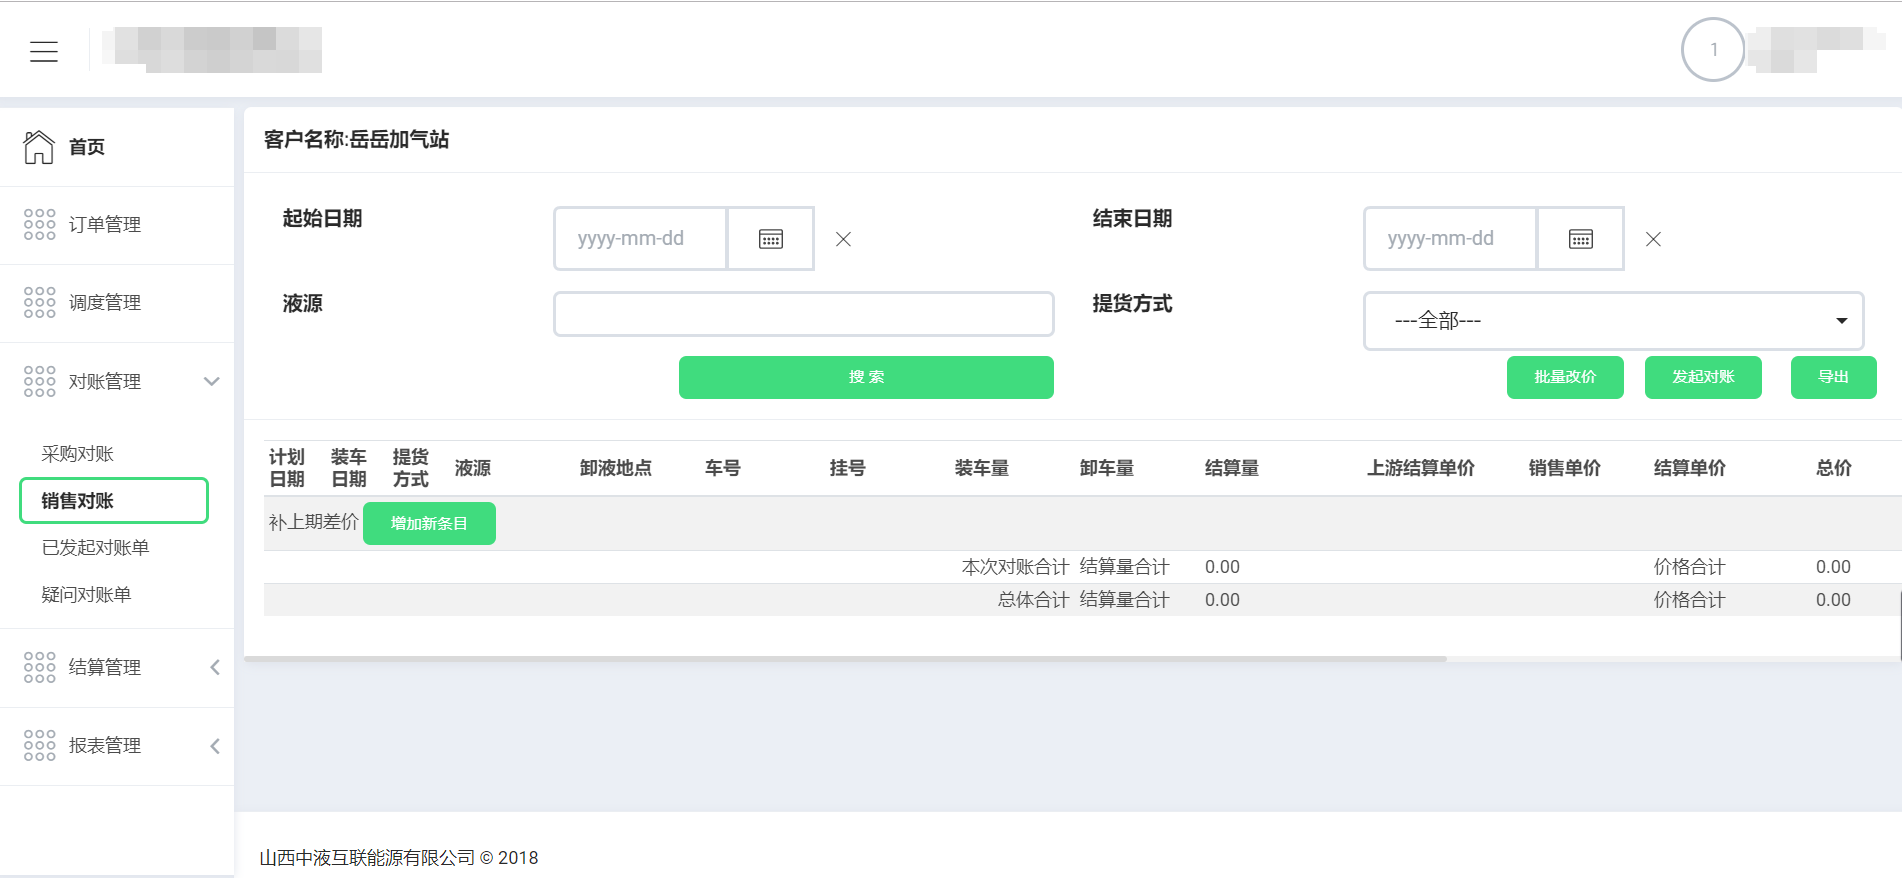 1
首页
订单管理
调度管理
对账管理
采购对账
销售对账
已发起对账单
疑问对账单
结算管理
报表管理
客户名称:岳岳加气站
起始日期 yyyy-mm-dd 结束日期 yyyy-mm-dd
液源 提货方式 ---全部---
搜 索 批量改价 发起对账 导出
计划日期 装车日期 提货方式 液源 卸液地点 车号 挂号 装车量 卸车量 结算量 上游结算单价 销售单价 结算单价 总价
补上期差价 增加新条目
本次对账合计 结算量合计 0.00 价格合计 0.00
总体合计 结算量合计 0.00 价格合计 0.00
山西中液互联能源有限公司 © 2018